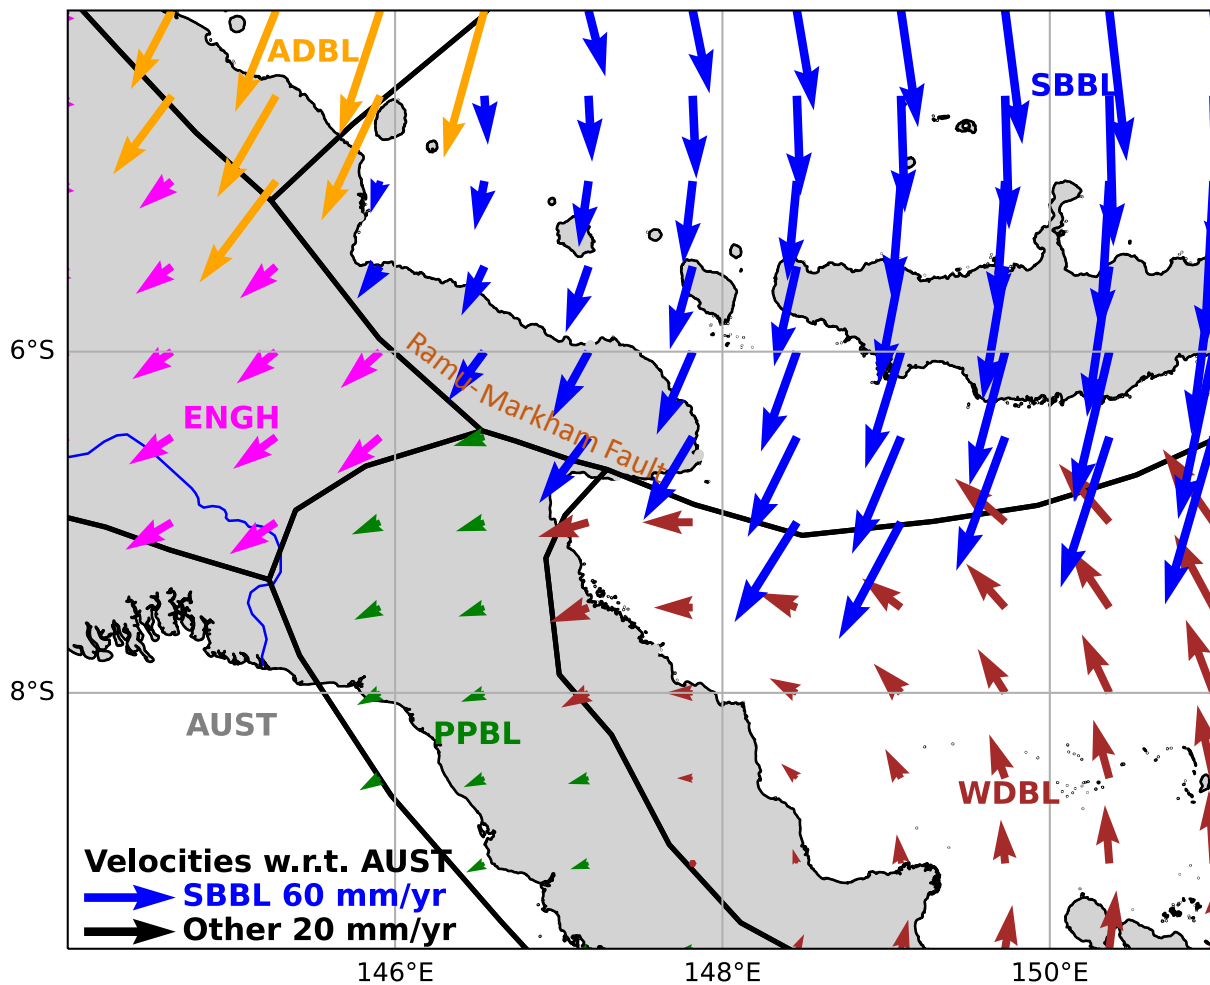 ADBL
SBBL
6°S
Ramu-Markham Fault
ENGH
8°S
AUST
PPBL
WDBL
Velocities w.r.t. AUST
SBBL 60 mm/yr
Other 20 mm/yr
146°E
148°E
150°E